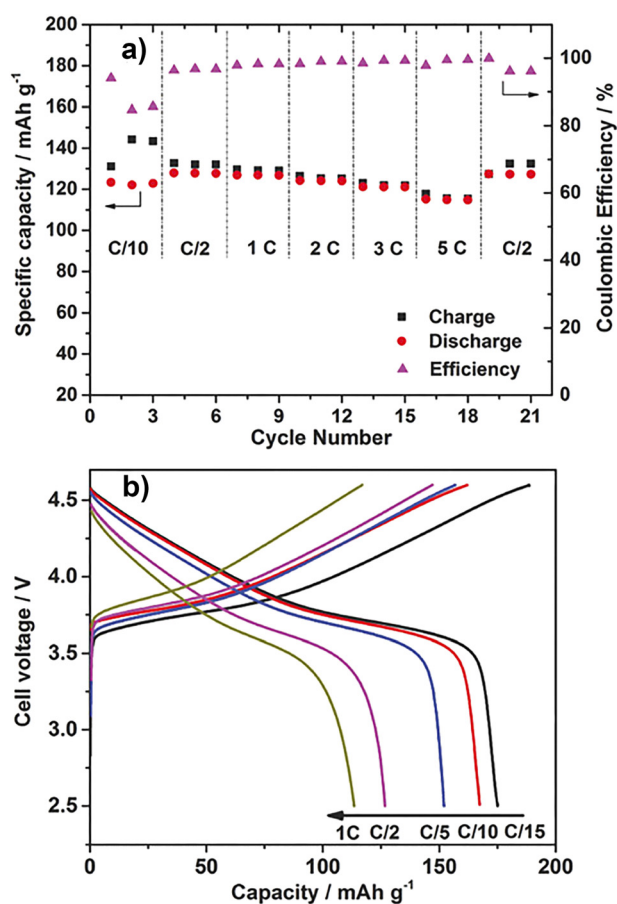 a)
200
180
160
140
120
100
80
60
40
20
Specific capacity / mAh g⁻¹
100
80
60
40
20
0
Coulombic Efficiency / %
C/10 C/2 1 C 2 C 3 C 5 C C/2
Charge
Discharge
Efficiency
0 3 6 9 12 15 18 21
Cycle Number
b)
4.5
4.0
3.5
3.0
2.5
Cell voltage / V
1C C/2 C/5 C/10 C/15
0 50 100 150 200
Capacity / mAh g⁻¹